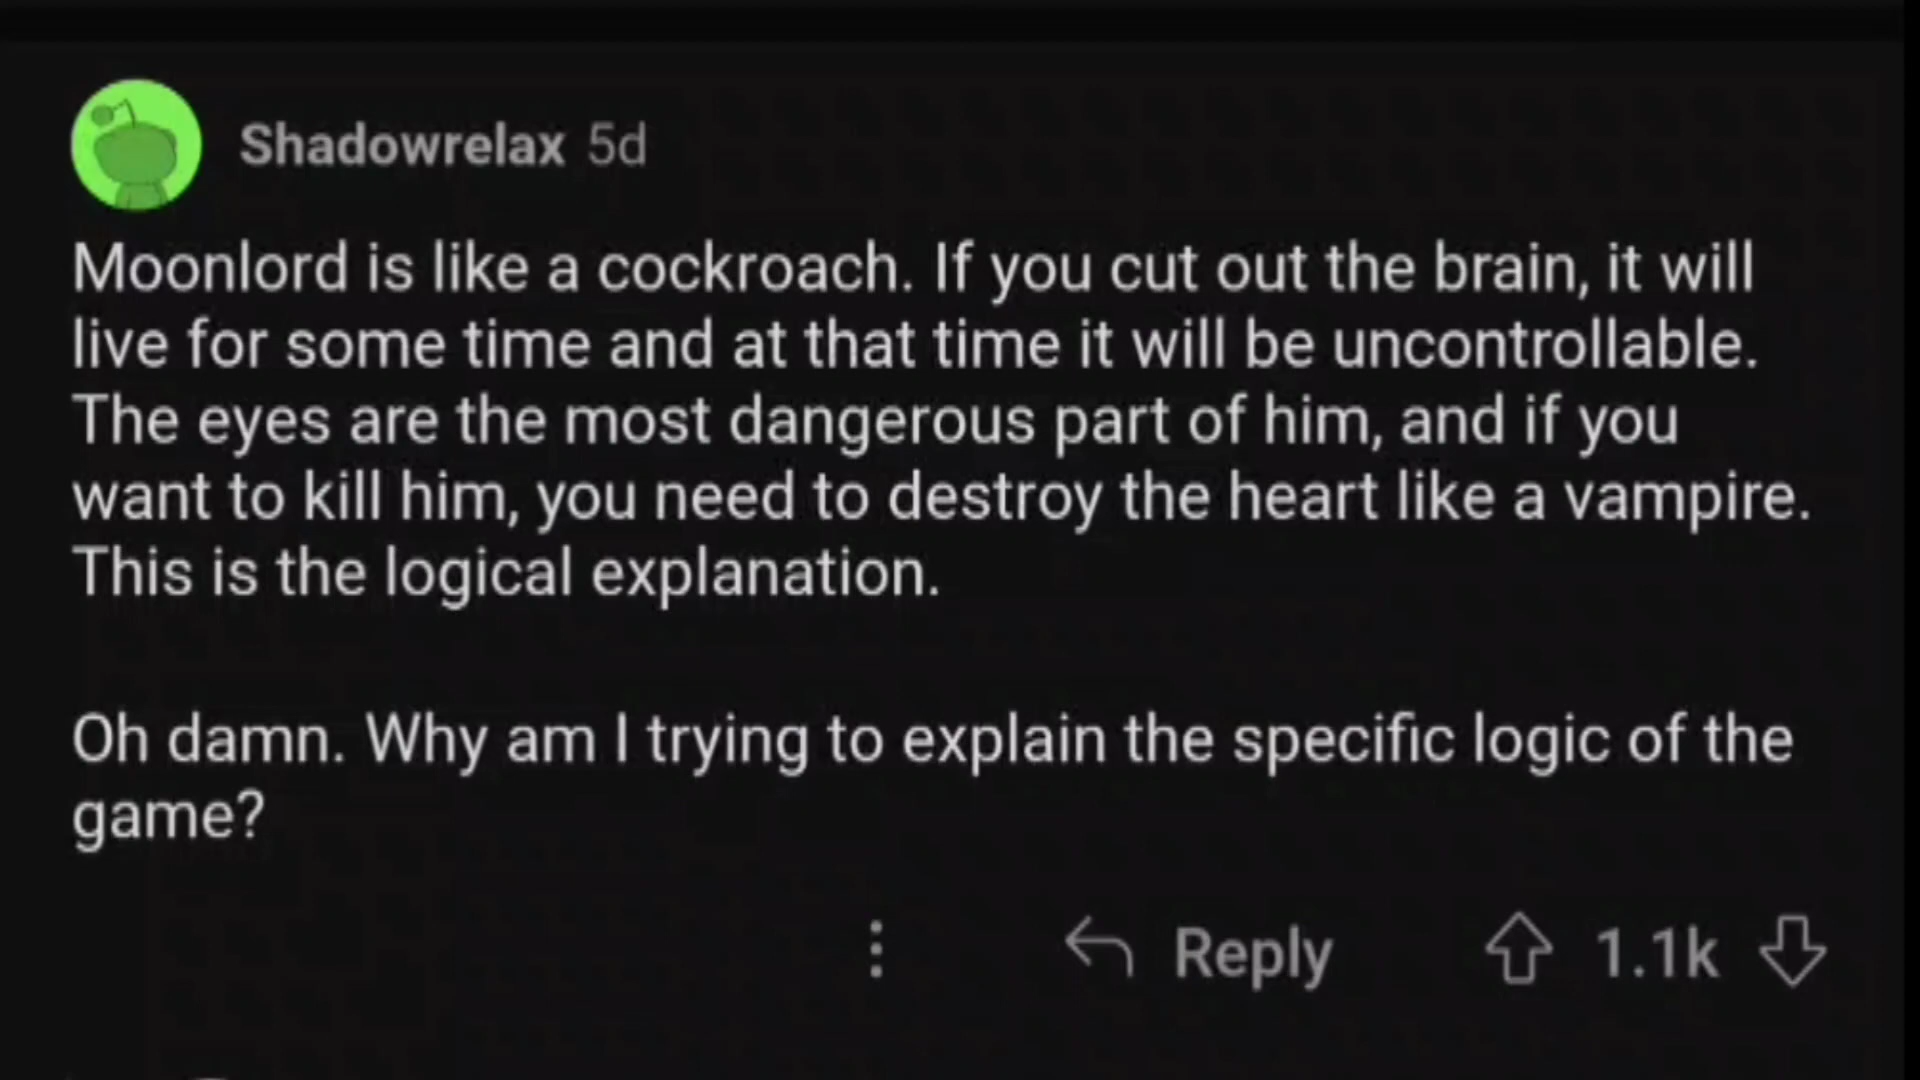 Shadowrelax 5d
Moonlord is like a cockroach. If you cut out the brain, it will
live for some time and at that time it will be uncontrollable.
The eyes are the most dangerous part of him, and if you
want to kill him, you need to destroy the heart like a vampire.
This is the logical explanation.
Oh damn. Why am I trying to explain the specific logic of the
game?
Reply 1.1k